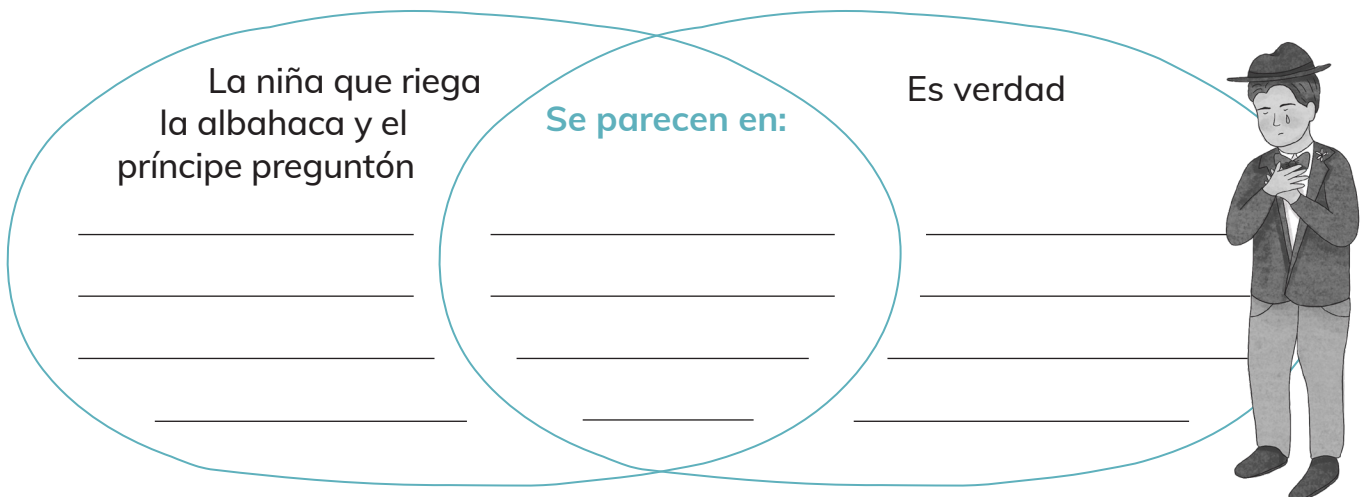 La niña que riega
la albahaca y el
príncipe preguntón
Se parecen en:
Es verdad